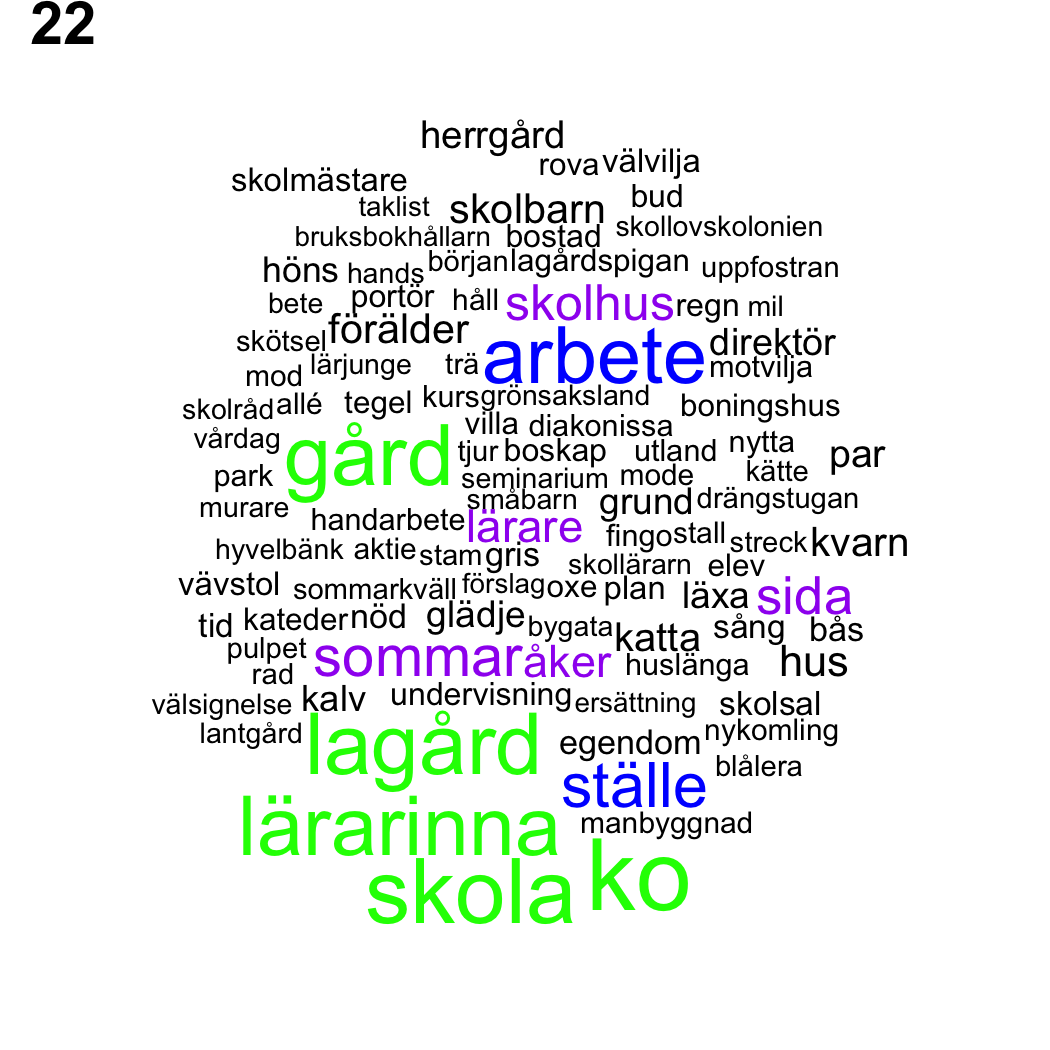 22
herrgård
rova välvilja
skolmästare
bud
taklist skolbarn
skollovskolonien
bruksbokhållarn bostad
början lagårdspigan
höns hands uppfostran
bete portör håll skolhus regn mil
skötsel förälder arbete direktör
mod lärjunge trä motvilja
skolråd allé tegel kurs grönsaksland boningshus
vårdag villa diakonissa
gård tjur boskap utland nytta par
park seminarium mode kätte
murare småbarn grund drängstugan
handarbete lärare fingo stall streck kvarn
hyvelbänk aktie stam gris skollärarn elev
vävstol sommarkväll förslag oxe plan läxa sida
tid kateder nöd glädje bygata katta sång bås
pulpet sommar åker huslänga hus
rad
välsignelse kalv undervisning ersättning skolsal
lantgård lagård egendom nykomling
ställe blålera
lärarinna manbyggnad
skola ko